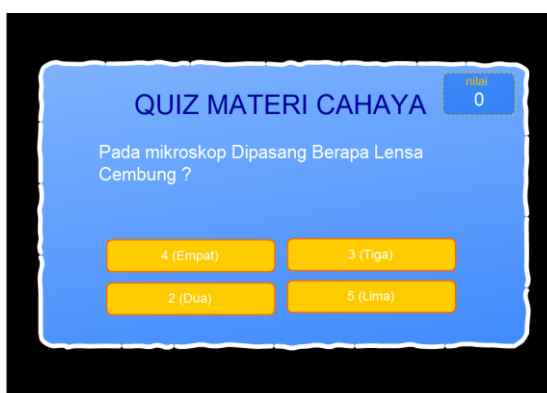 nilai
0
QUIZ MATERI CAHAYA
Pada mikroskop Dipasang Berapa Lensa
Cembung ?
4 (Empat)
3 (Tiga)
2 (Dua)
5 (Lima)